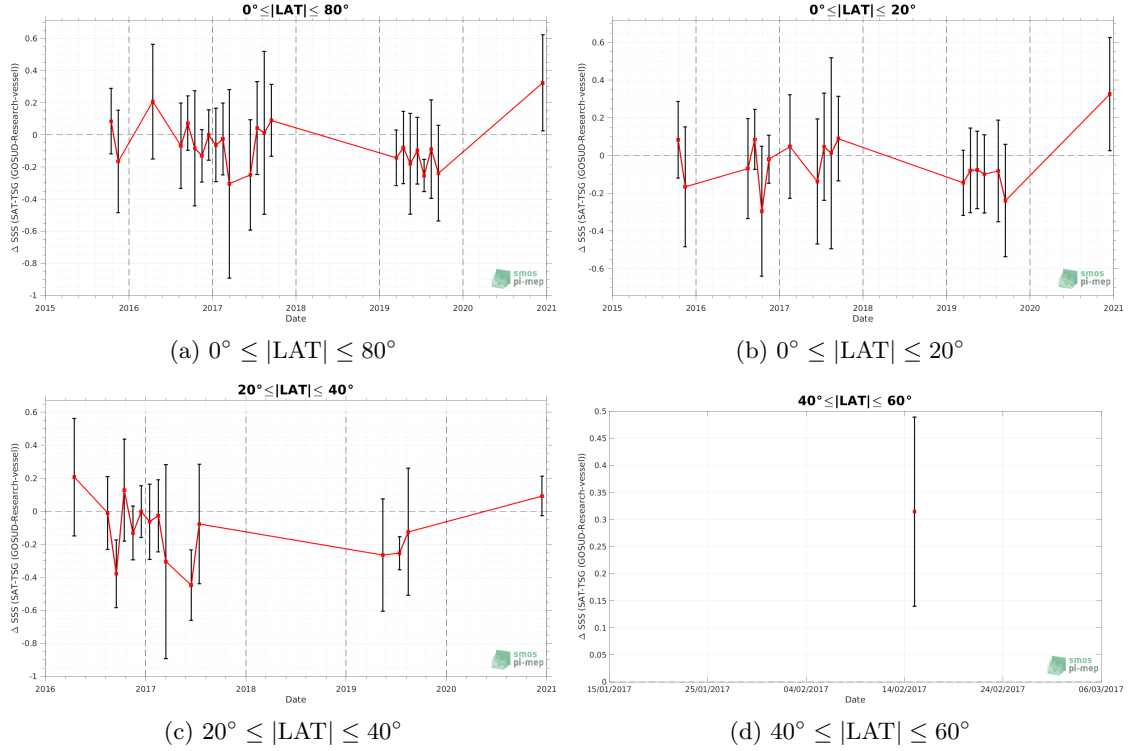 0°≤|LAT|≤ 80°
Δ SSS (SAT-TSG (GOSUD-Research-vessel))
0.6
0.4
0.2
0
-0.2
-0.4
-0.6
-0.8
-1
2015 2016 2017 2018 2019 2020 2021
Date
smos
pi-mep
(a) 0° ≤ |LAT| ≤ 80°
0°≤|LAT|≤ 20°
Δ SSS (SAT-TSG (GOSUD-Research-vessel))
0.6
0.4
0.2
0
-0.2
-0.4
-0.6
2015 2016 2017 2018 2019 2020 2021
Date
smos
pi-mep
(b) 0° ≤ |LAT| ≤ 20°
20°≤|LAT|≤ 40°
Δ SSS (SAT-TSG (GOSUD-Research-vessel))
0.6
0.4
0.2
0
-0.2
-0.4
-0.6
-0.8
-1
2016 2017 2018 2019 2020 2021
Date
smos
pi-mep
(c) 20° ≤ |LAT| ≤ 40°
40°≤|LAT|≤ 60°
Δ SSS (SAT-TSG (GOSUD-Research-vessel))
0.5
0.45
0.4
0.35
0.3
0.25
0.2
0.15
0.1
0.05
0
15/01/2017 25/01/2017 04/02/2017 14/02/2017 24/02/2017 06/03/2017
Date
smos
pi-mep
(d) 40° ≤ |LAT| ≤ 60°